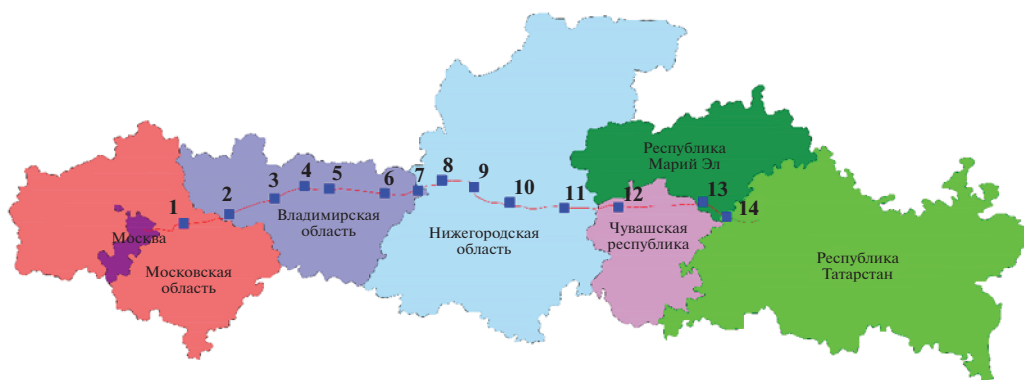 1
2
3
4
5
6
7
8
9
10
11
12
13
14
Москва
Московская
область
Владимирская
область
Нижегородская
область
Чувашская
республика
Республика
Марий Эл
Республика
Татарстан